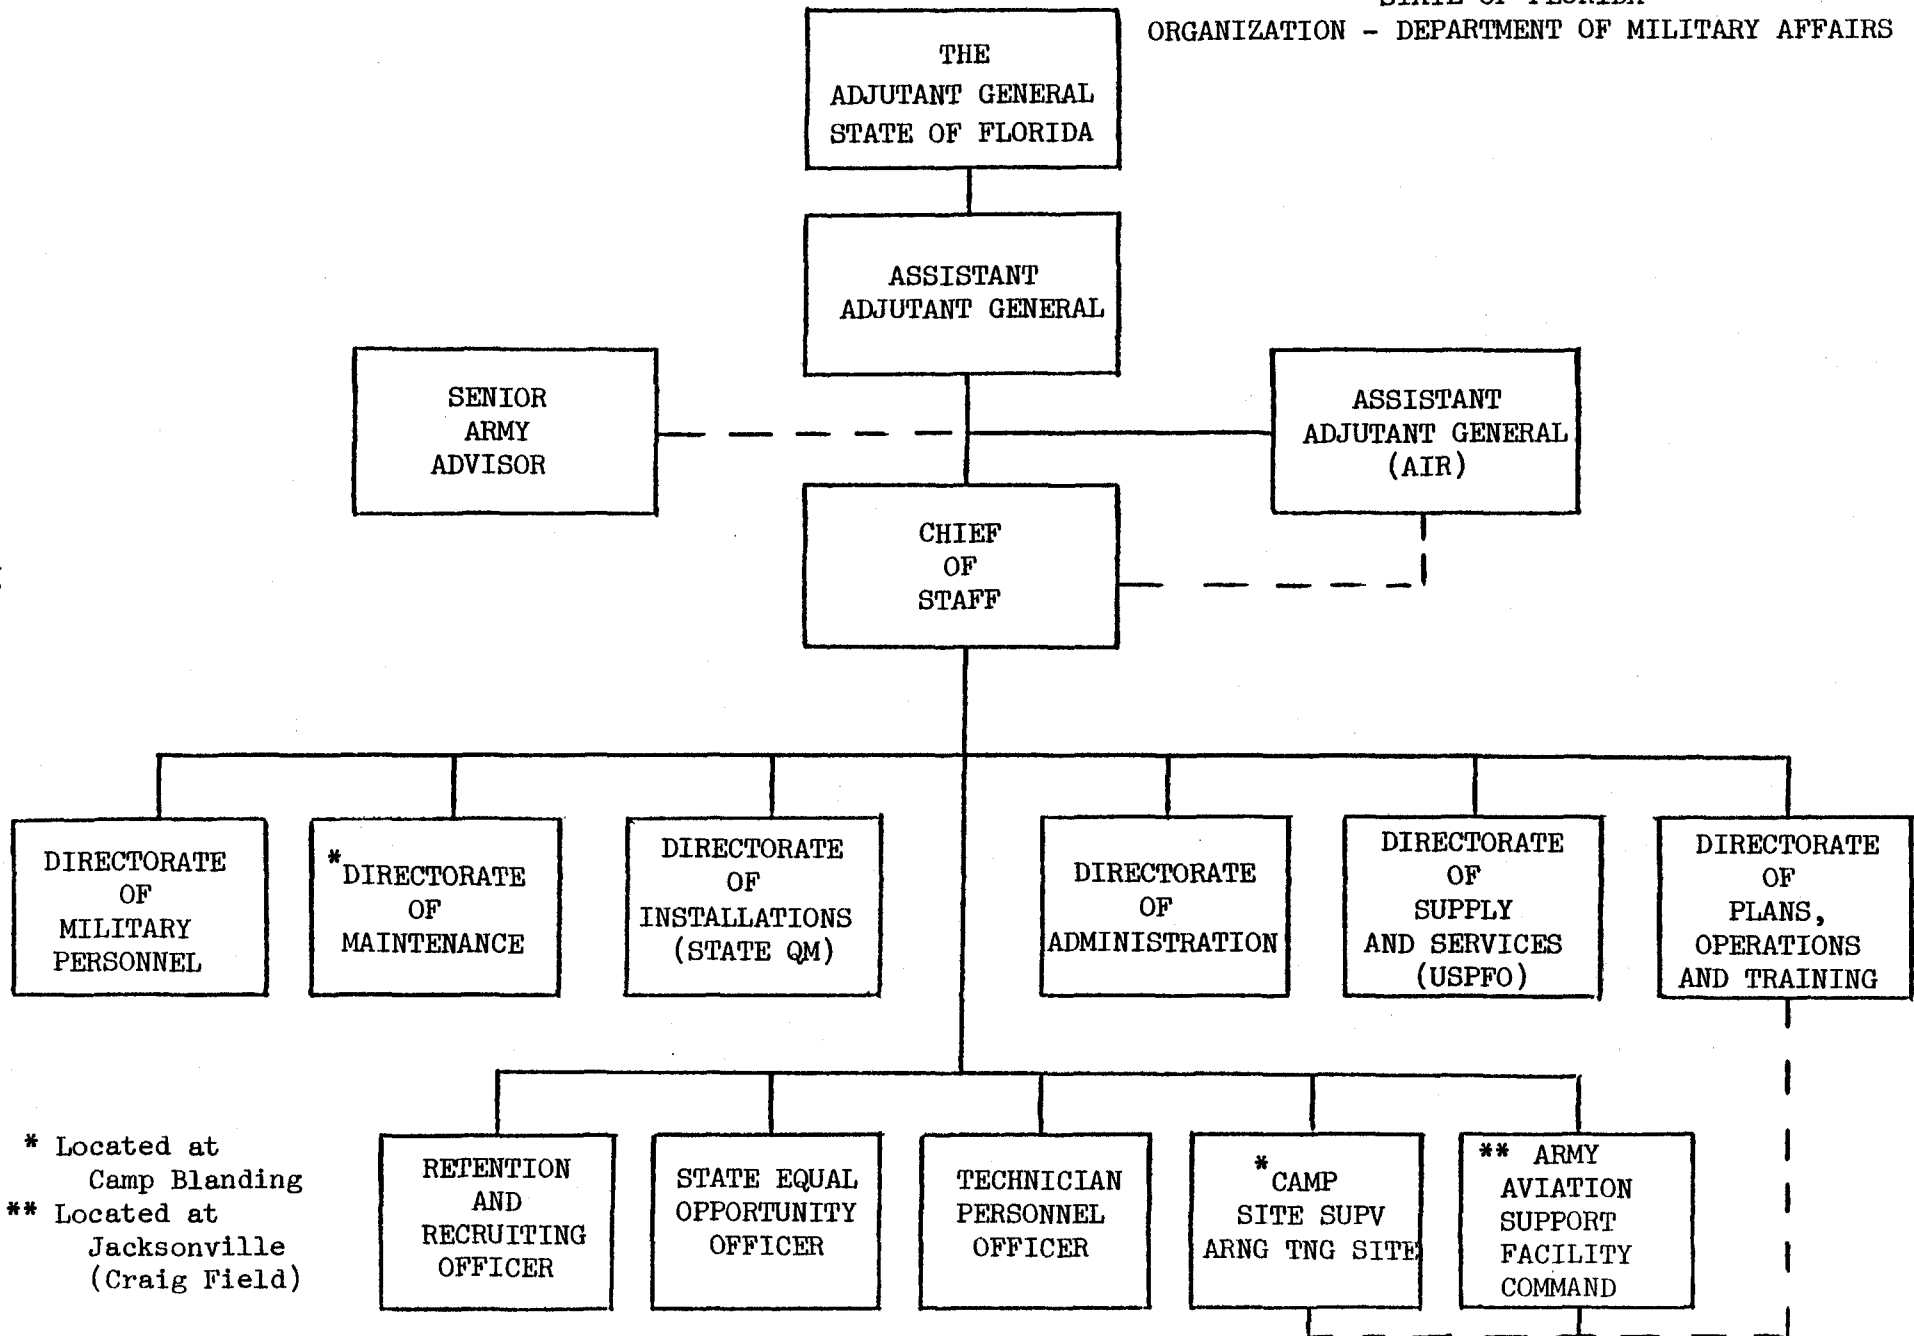 STATE OF FLORIDA
ORGANIZATION - DEPARTMENT OF MILITARY AFFAIRS
THE
ADJUTANT GENERAL
STATE OF FLORIDA
ASSISTANT
ADJUTANT GENERAL
SENIOR
ARMY
ADVISOR
ASSISTANT
ADJUTANT GENERAL
(AIR)
CHIEF
OF
STAFF
DIRECTORATE
OF
MILITARY
PERSONNEL
*DIRECTORATE
OF
MAINTENANCE
DIRECTORATE
OF
INSTALLATIONS
(STATE QM)
DIRECTORATE
OF
ADMINISTRATION
DIRECTORATE
OF
SUPPLY
AND SERVICES
(USPFO)
DIRECTORATE
OF
PLANS,
OPERATIONS
AND TRAINING
* Located at
Camp Blanding
** Located at
Jacksonville
(Craig Field)
RETENTION
AND
RECRUITING
OFFICER
STATE EQUAL
OPPORTUNITY
OFFICER
TECHNICIAN
PERSONNEL
OFFICER
*CAMP
SITE SUPV
ARNG TNG SITE
** ARMY
AVIATION
SUPPORT
FACILITY
COMMAND